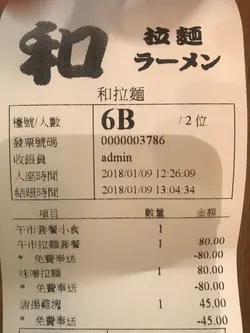 和 拉麵
ラーメン
和拉麵
檯號/人數 6B / 2 位
發票號碼 0000003786
收銀員 admin
入座時間 2018/01/09 12:26:09
結賬時間 2018/01/09 13:04:34
項目 數量 金額
午市套餐小食 1
午市拉麵套餐 1 80.00
* 免費奉送 -80.00
味噌拉麵 1 80.00
* 免費奉送 -80.00
唐揚雞塊 1 45.00
* 免費奉送 -45.00